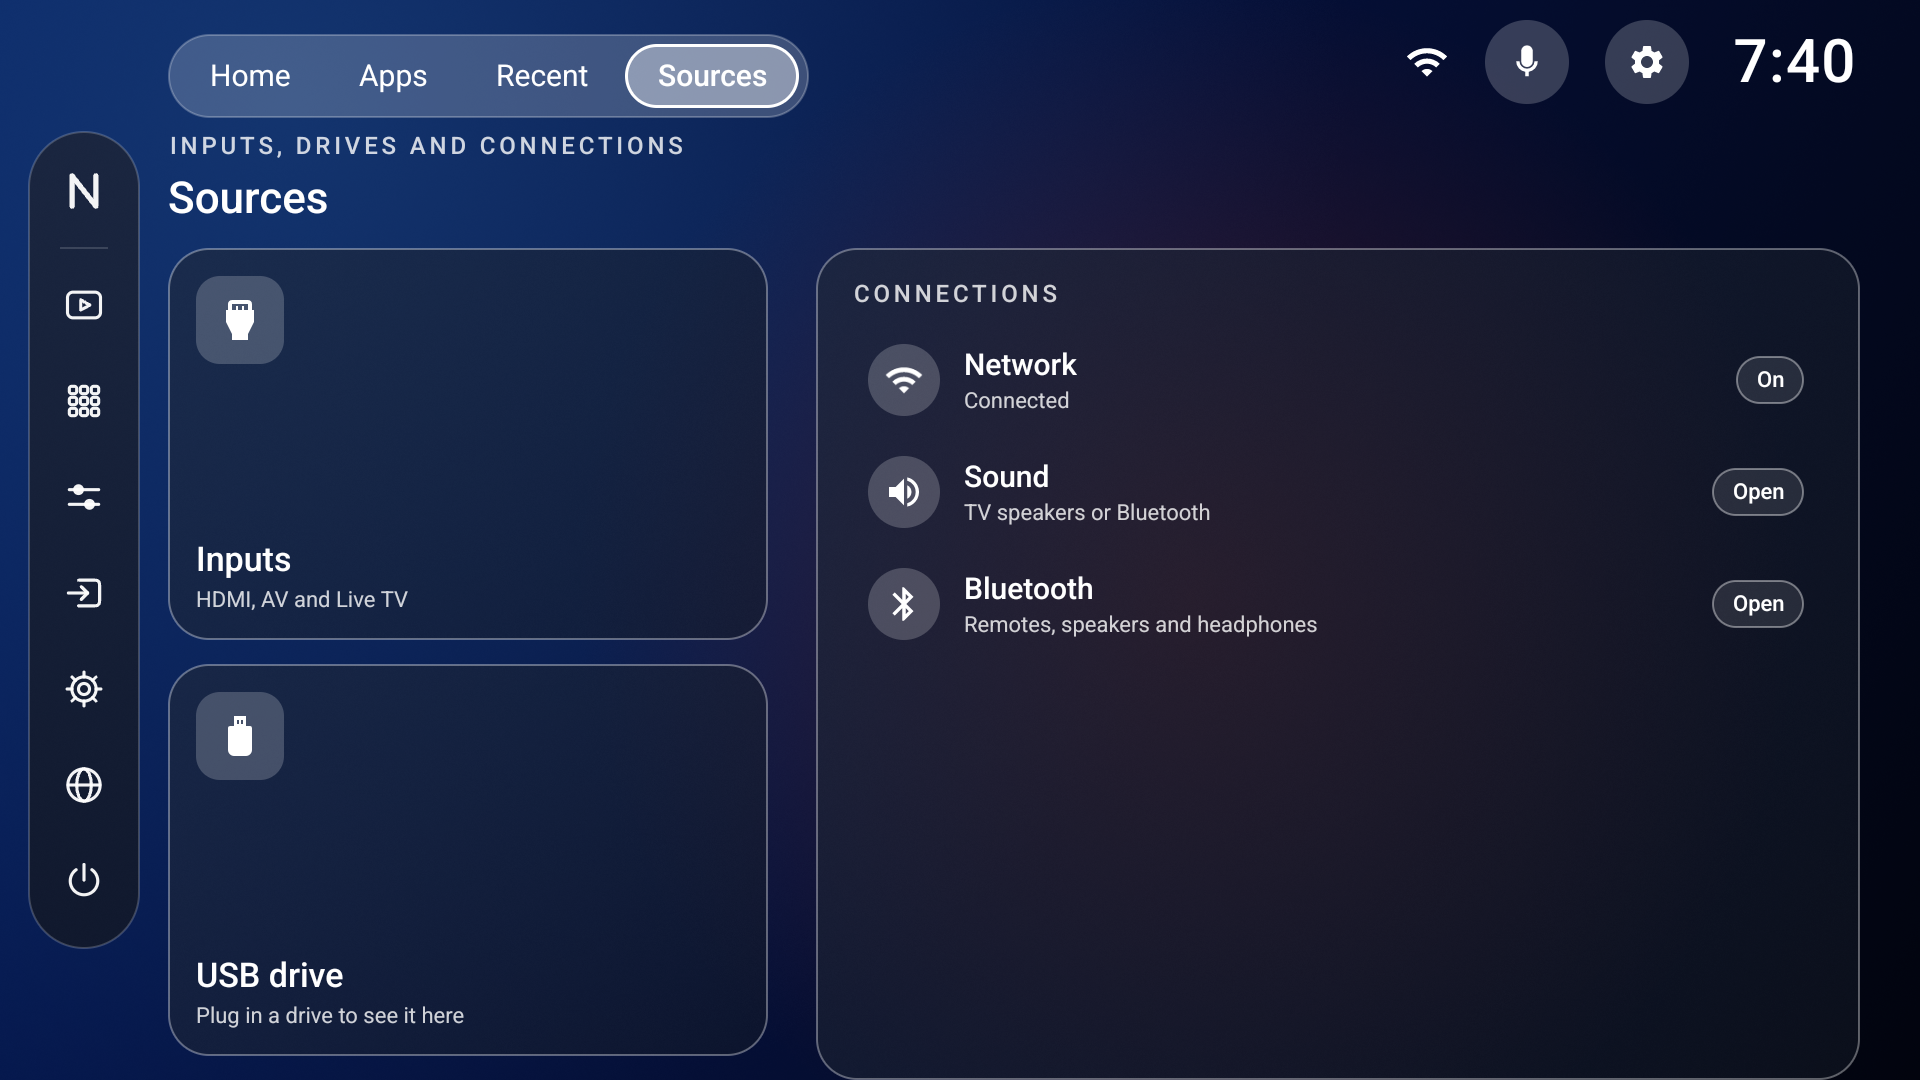 Home
Apps
Recent
Sources
7:40
INPUTS, DRIVES AND CONNECTIONS
Sources
N
Inputs
HDMI, AV and Live TV
USB drive
Plug in a drive to see it here
CONNECTIONS
Network
Connected
On
Sound
TV speakers or Bluetooth
Open
Bluetooth
Remotes, speakers and headphones
Open